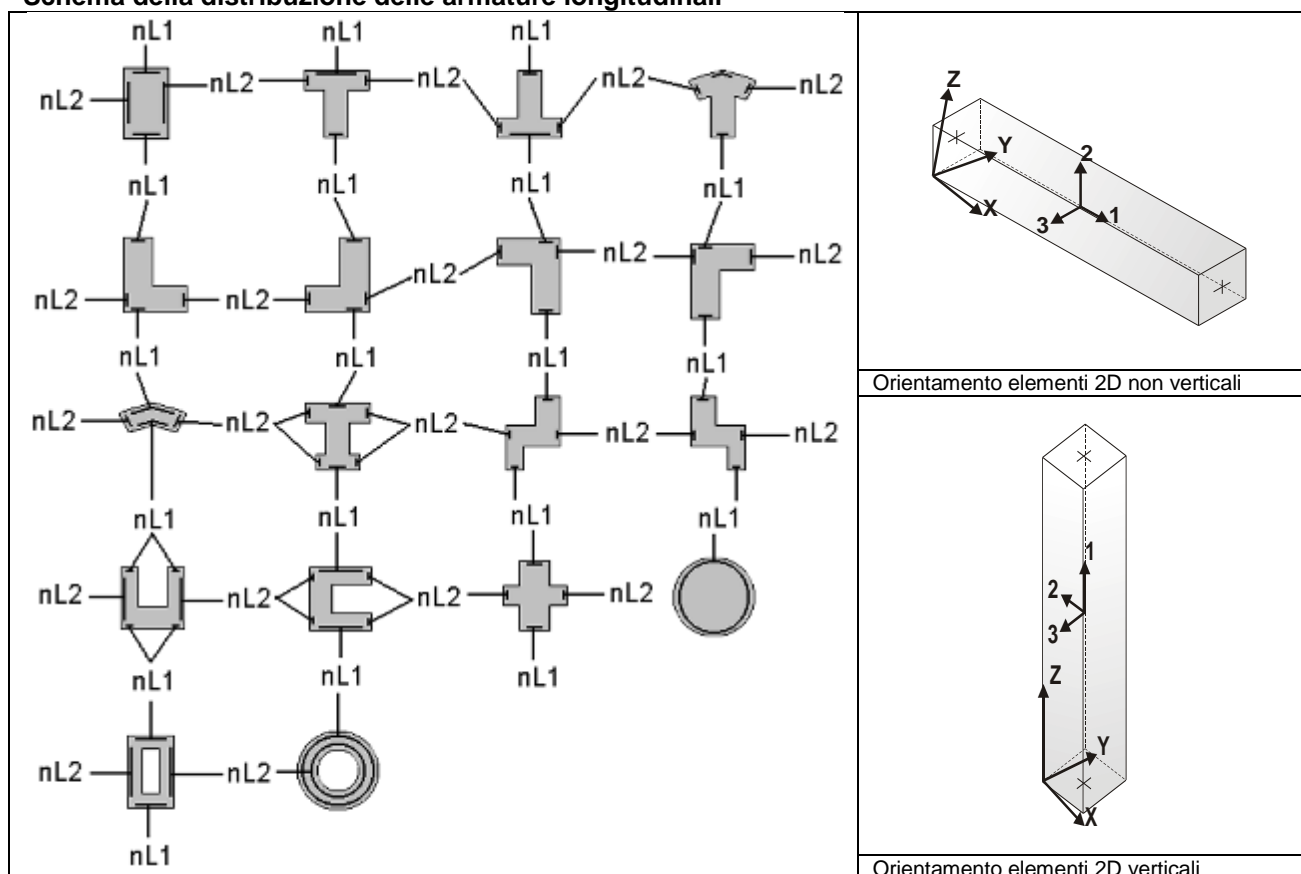 Schema della distribuzione delle armature longitudinali
nL1 nL1 nL1
nL2 nL2 nL2 nL2 nL2
nL1 nL1 nL1 nL1
nL2 nL2 nL2 nL2 nL2
nL1 nL1 nL1 nL1
nL2 nL2 nL2 nL2 nL2
nL1 nL1 nL1 nL1
nL2 nL2 nL2 nL2
nL1 nL1 nL1
nL2 nL2
nL1
Z
Y
2
X
3 1
Orientamento elementi 2D non verticali
1
2
3
Z
Y
X
Orientamento elementi 2D verticali